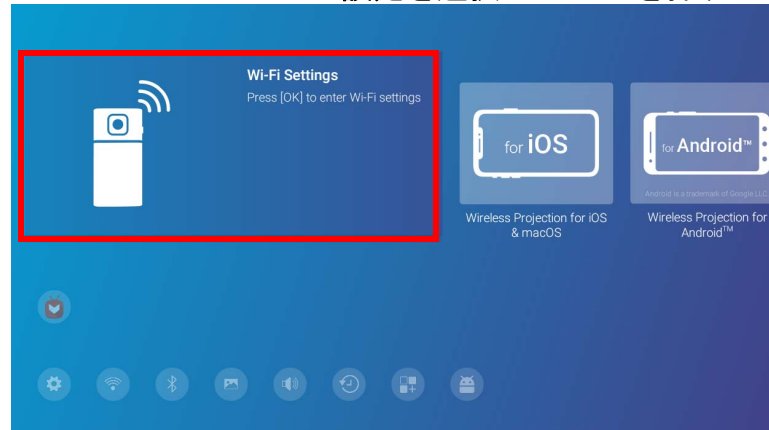 Wi-Fi Settings
Press [OK] to enter Wi-Fi settings
for iOS
for Android™
Android is a trademark of Google LLC.
Wireless Projection for iOS
& macOS
Wireless Projection for
Android™